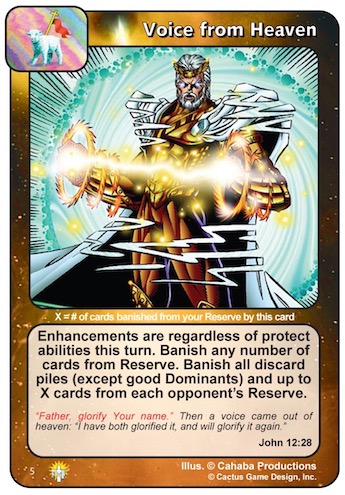 Voice from Heaven
X = # of cards banished from your Reserve by this card
Enhancements are regardless of protect
abilities this turn. Banish any number of
cards from Reserve. Banish all discard
piles (except good Dominants) and up to
X cards from each opponent's Reserve.
"Father, glorify Your name." Then a voice came out of
heaven: "I have both glorified it, and will glorify it again."
John 12:28
5
Illus. © Cahaba Productions
© Cactus Game Design, Inc.